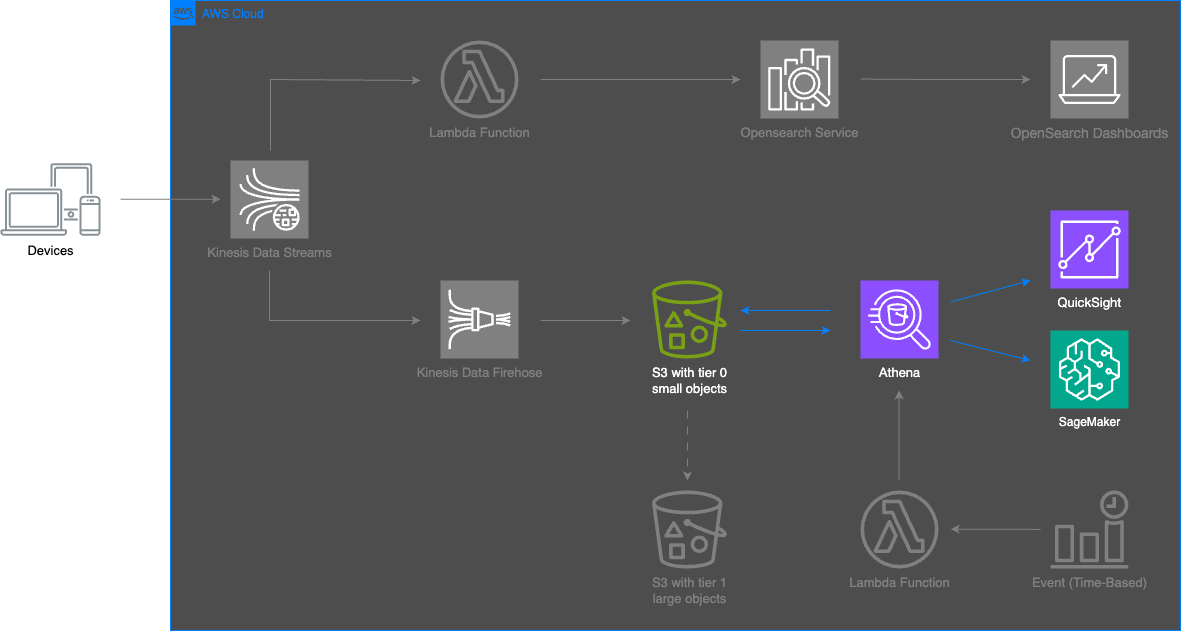 aws
AWS Cloud
Lambda Function
Opensearch Service
OpenSearch Dashboards
Devices
Kinesis Data Streams
QuickSight
Kinesis Data Firehose
S3 with tier 0
small objects
Athena
SageMaker
S3 with tier 1
large objects
Lambda Function
Event (Time-Based)